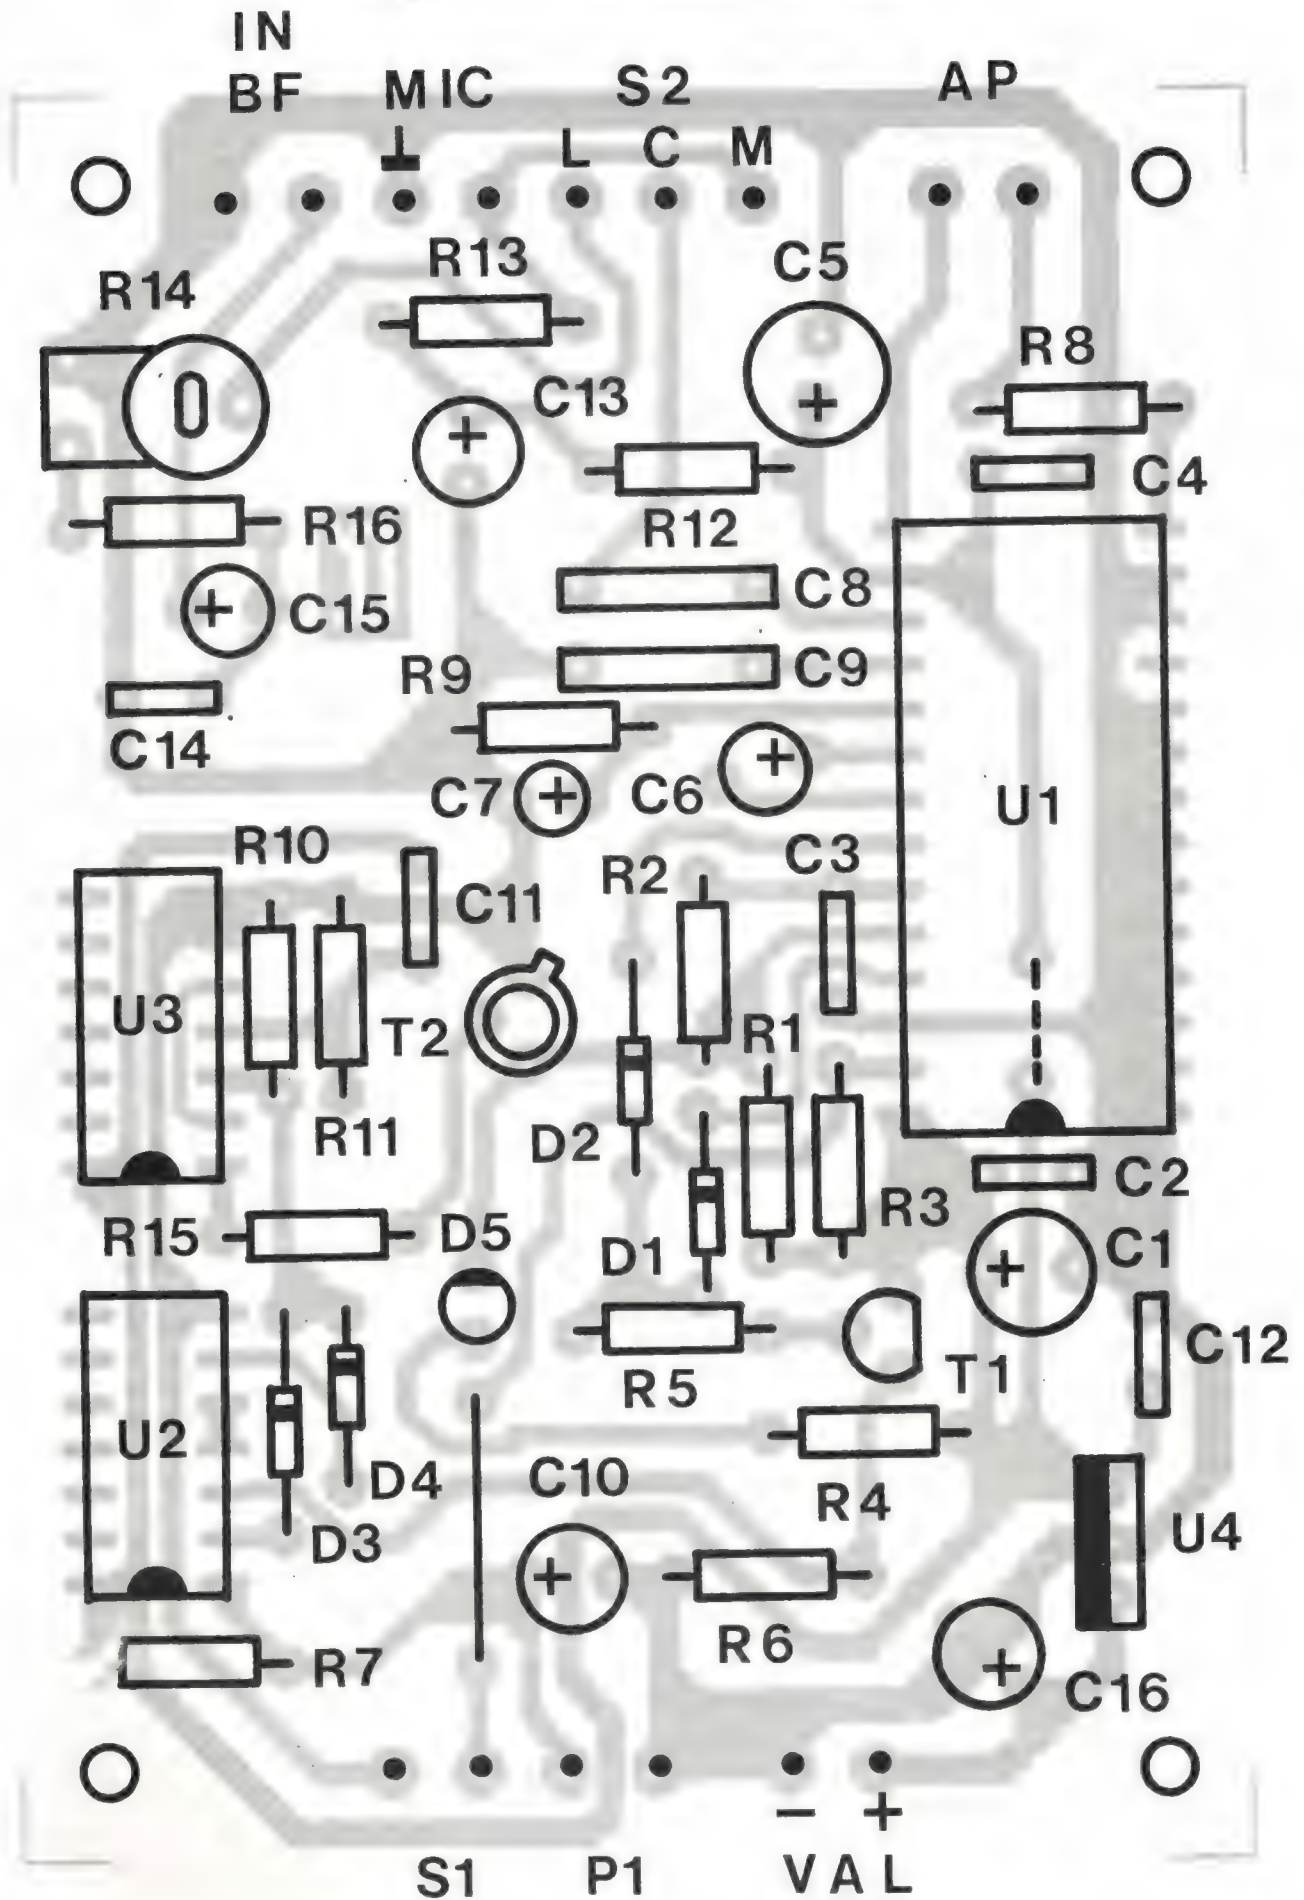 IN
BF MIC S2 AP
L C M
R13 C5
R14
R8
C13
C4
R16 R12
C8
C15
R9 C9
C14
C7 C6 U1
R10 C3
R2
C11
U3 T2 R1
R11 D2
C2
R15 D5 R3
D1 C1
C12
R5 T1
U2
D4 C10 R4
D3 U4
R6
R7 C16
- +
S1 P1 VAL